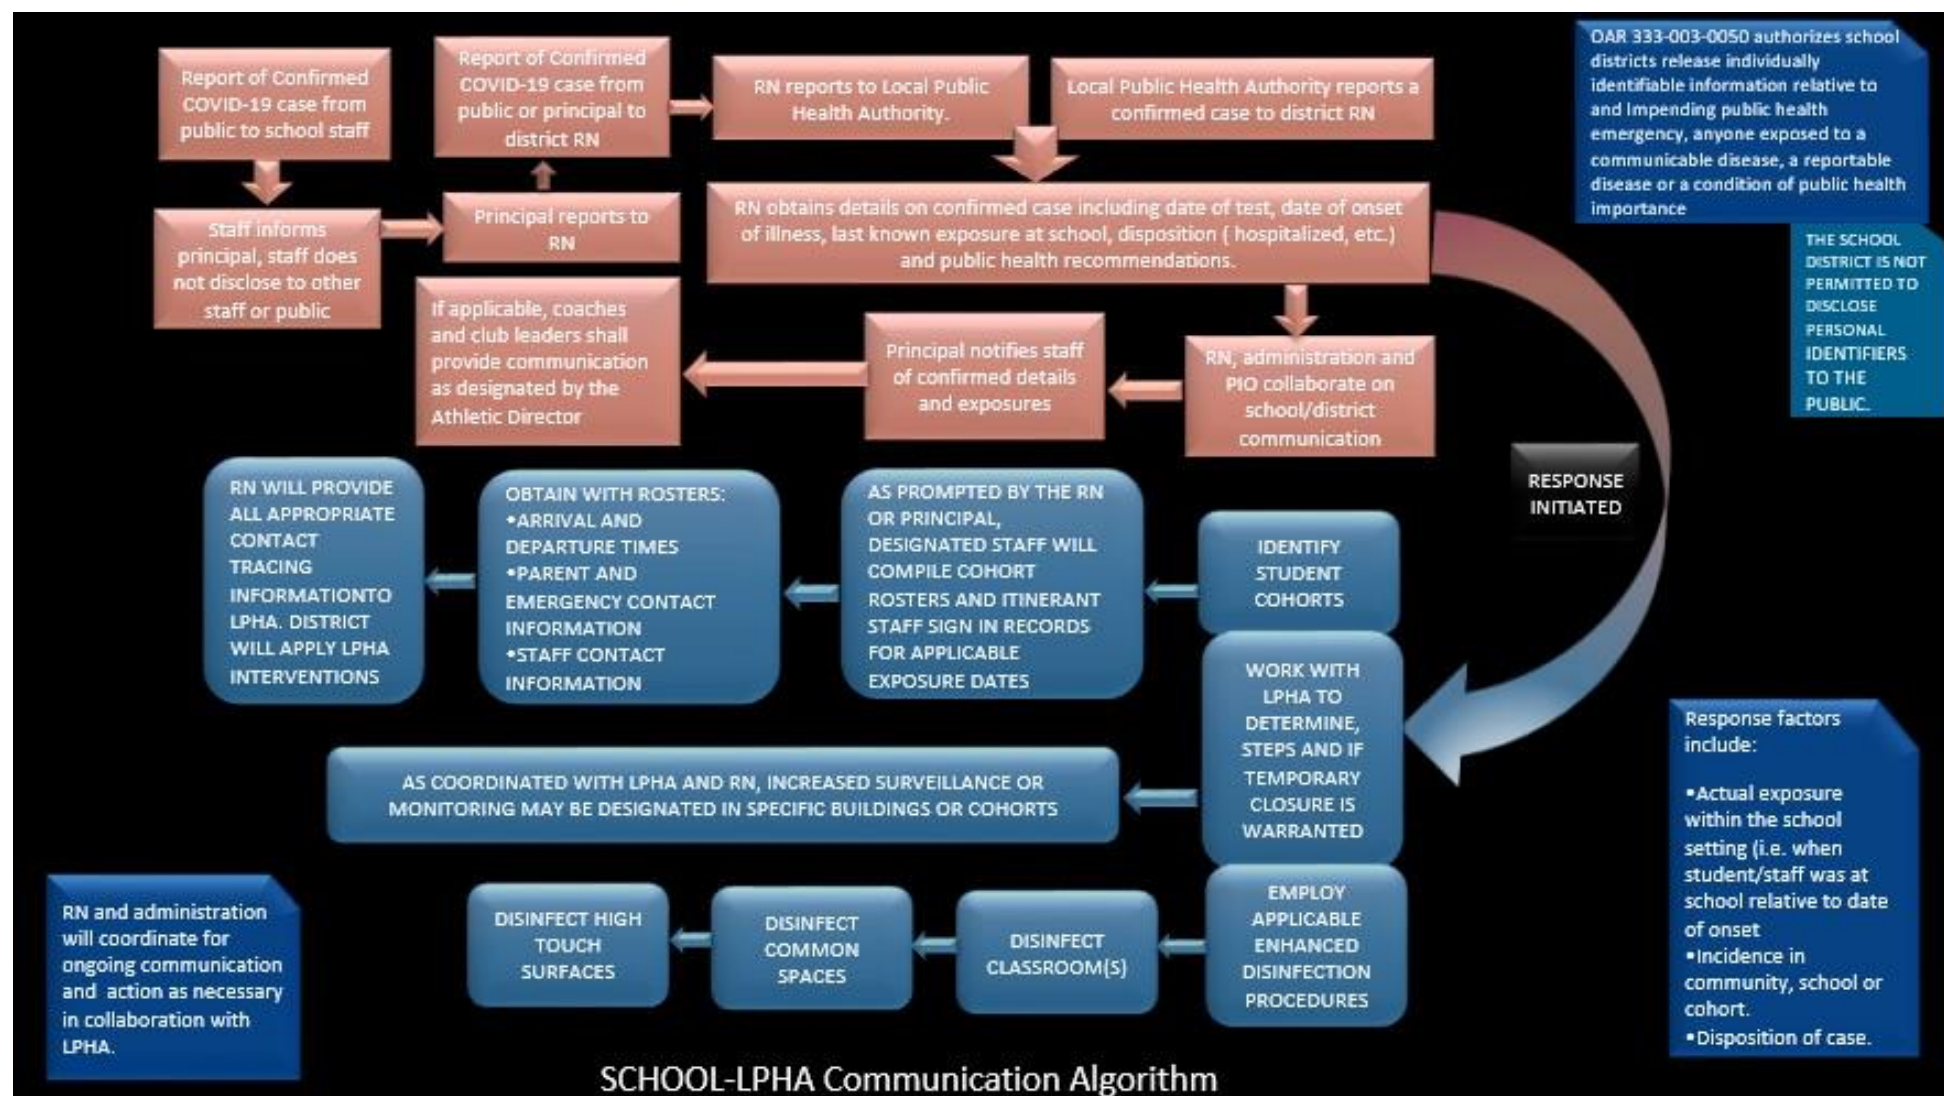 Report of Confirmed
COVID-19 case from
public to school staff
Report of Confirmed
COVID-19 case from
public or principal to
district RN
RN reports to Local Public
Health Authority.
Local Public Health Authority reports a
confirmed case to district RN
OAR 333-003-0050 authorizes school
districts release individually
identifiable information relative to
and Impending public health
emergency, anyone exposed to a
communicable disease, a reportable
disease or a condition of public health
importance
THE SCHOOL
DISTRICT IS NOT
PERMITTED TO
DISCLOSE
PERSONAL
IDENTIFIERS
TO THE
PUBLIC.
Staff informs
principal, staff does
not disclose to other
staff or public
Principal reports to
RN
RN obtains details on confirmed case including date of test, date of onset
of illness, last known exposure at school, disposition ( hospitalized, etc.)
and public health recommendations.
If applicable, coaches
and club leaders shall
provide communication
as designated by the
Athletic Director
Principal notifies staff
of confirmed details
and exposures
RN, administration and
PIO collaborate on
school/district
communication
RESPONSE
INITIATED
RN WILL PROVIDE
ALL APPROPRIATE
CONTACT
TRACING
INFORMATIONTO
LPHA. DISTRICT
WILL APPLY LPHA
INTERVENTIONS
OBTAIN WITH ROSTERS:
•ARRIVAL AND
DEPARTURE TIMES
•PARENT AND
EMERGENCY CONTACT
INFORMATION
•STAFF CONTACT
INFORMATION
AS PROMPTED BY THE RN
OR PRINCIPAL,
DESIGNATED STAFF WILL
COMPILE COHORT
ROSTERS AND ITINERANT
STAFF SIGN IN RECORDS
FOR APPLICABLE
EXPOSURE DATES
IDENTIFY
STUDENT
COHORTS
WORK WITH
LPHA TO
DETERMINE,
STEPS AND IF
TEMPORARY
CLOSURE IS
WARRANTED
AS COORDINATED WITH LPHA AND RN, INCREASED SURVEILLANCE OR
MONITORING MAY BE DESIGNATED IN SPECIFIC BUILDINGS OR COHORTS
Response factors
include:
•Actual exposure
within the school
setting (i.e. when
student/staff was at
school relative to date
of onset
•Incidence in
community, school or
cohort.
•Disposition of case.
RN and administration
will coordinate for
ongoing communication
and  action as necessary
in collaboration with
LPHA.
DISINFECT HIGH
TOUCH
SURFACES
DISINFECT
COMMON
SPACES
DISINFECT
CLASSROOM(S)
EMPLOY
APPLICABLE
ENHANCED
DISINFECTION
PROCEDURES
SCHOOL-LPHA Communication Algorithm